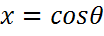 x = cosθ